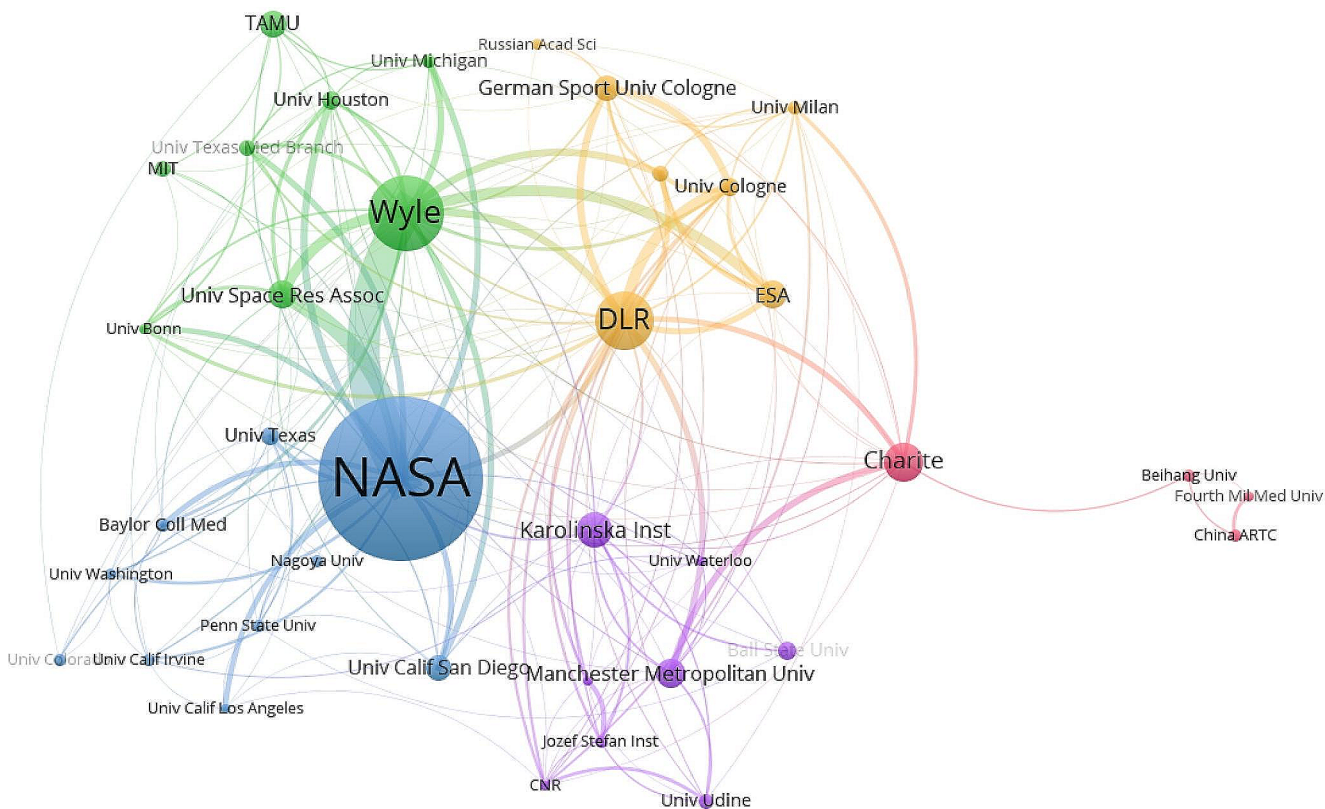 TAMU
Russian Acad Sci
Univ Michigan
German Sport Univ Cologne
Univ Houston
Univ Milan
Univ Texas Med Branch
MIT
Univ Cologne
Wyle
Univ Space Res Assoc
ESA
DLR
Univ Bonn
Univ Texas
NASA
Charite
Beihang Univ
Fourth Mil Med Univ
China ARTC
Baylor Coll Med
Karolinska Inst
Nagoya Univ
Univ Waterloo
Univ Washington
Penn State Univ
Ball State Univ
Univ Calif Irvine
Univ Calif San Diego
Manchester Metropolitan Univ
Univ Calif Los Angeles
Jozef Stefan Inst
CNR
Univ Udine